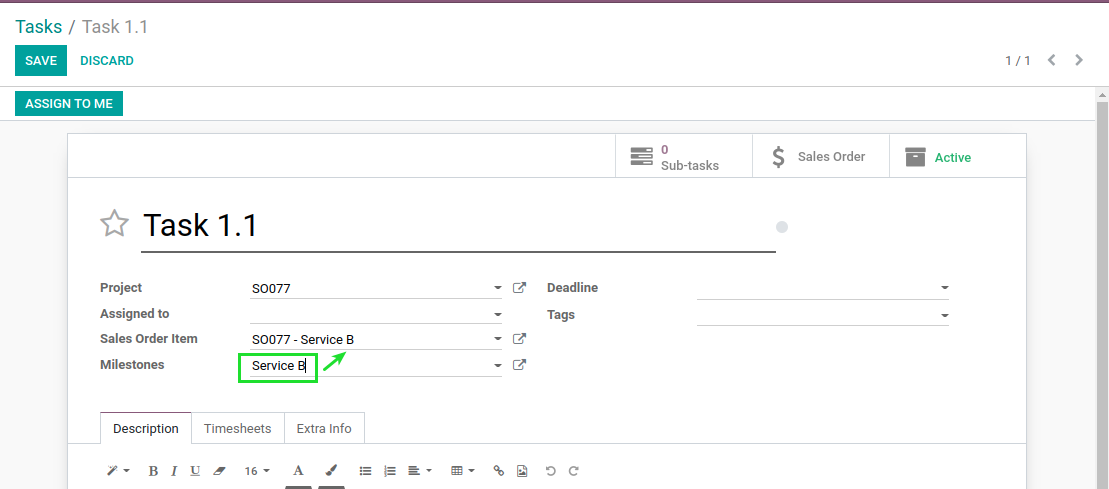 Tasks / Task 1.1
SAVE DISCARD
1 / 1
ASSIGN TO ME
0
Sub-tasks
Sales Order
Active
Task 1.1
Project SO077
Assigned to
Sales Order Item SO077 - Service B
Milestones Service B
Deadline
Tags
Description Timesheets Extra Info
B I U 16 A